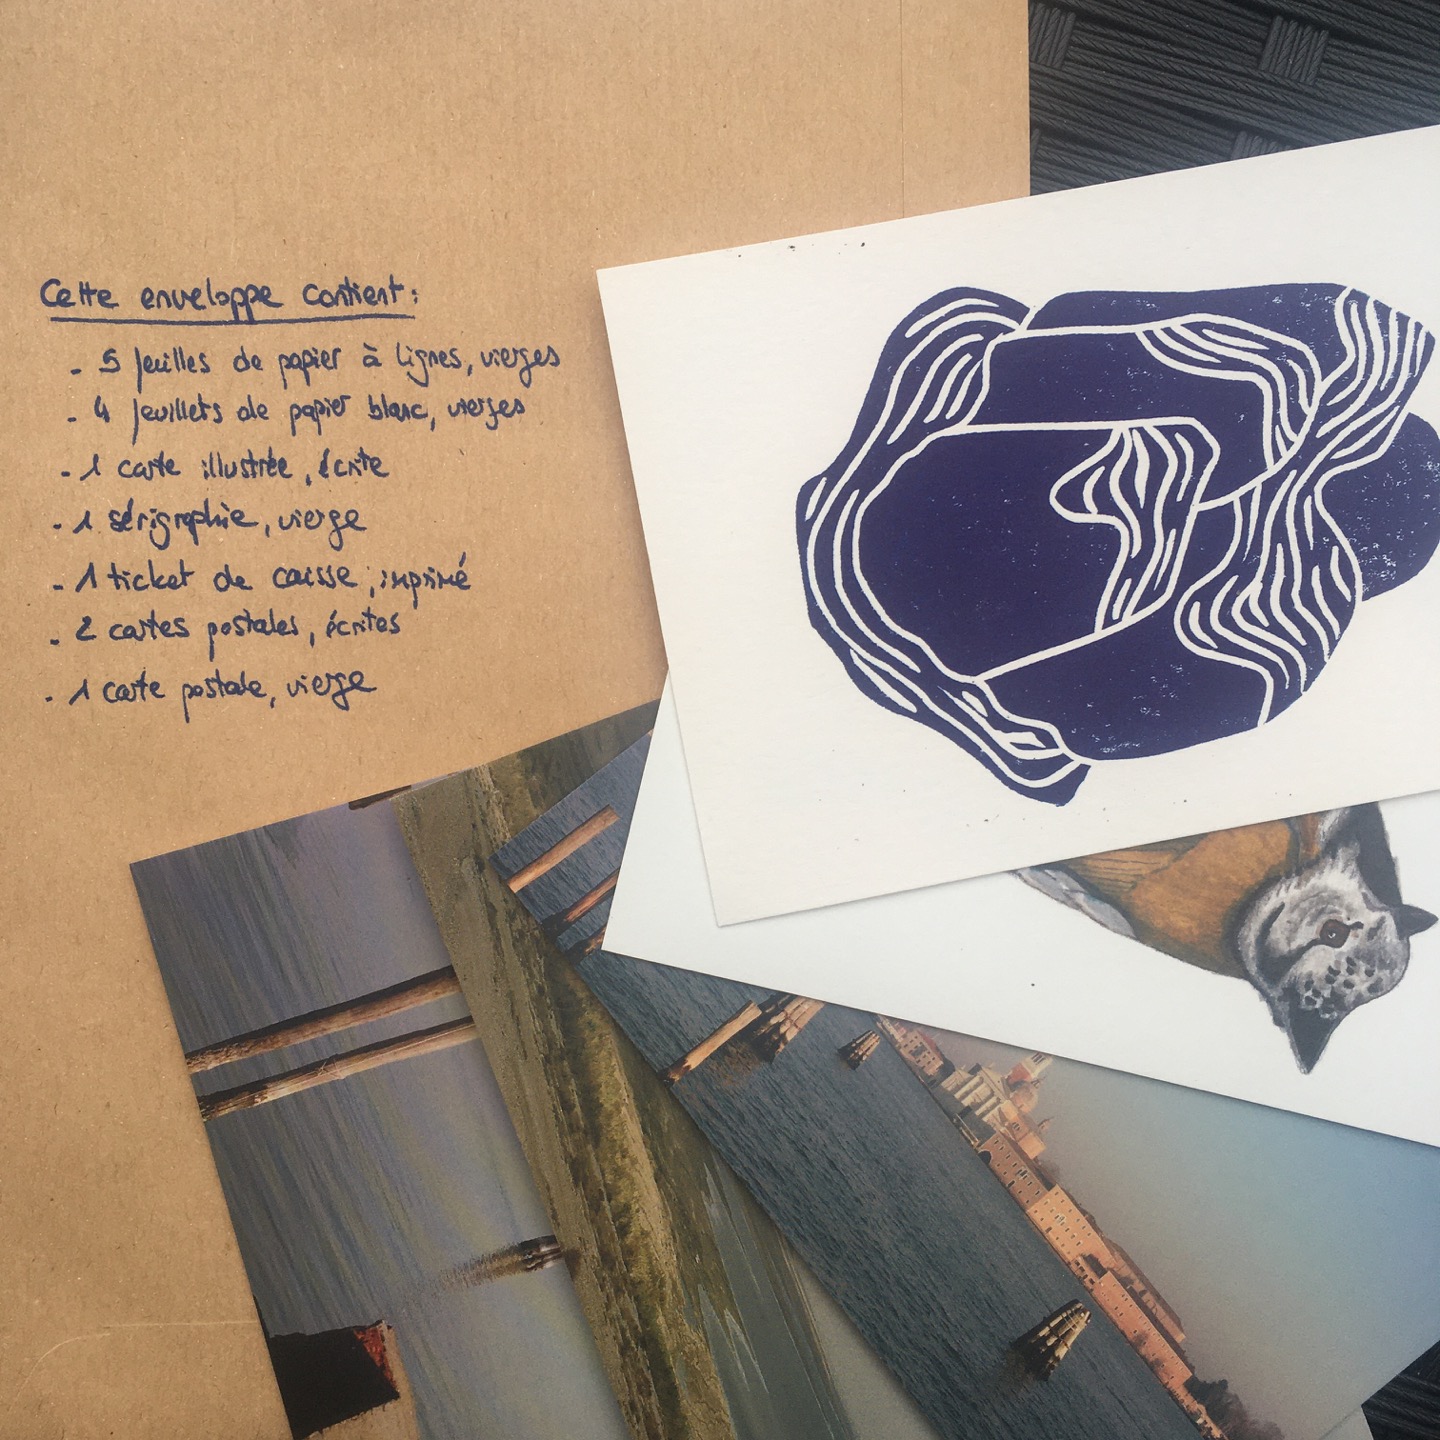 Cette enveloppe contient :
- 5 feuilles de papier à lignes, vierges
- 4 feuillets de papier blanc, vierges
- 1 carte illustrée, écrite
- 1 sérigraphie, vierge
- 1 ticket de caisse, imprimé
- 2 cartes postales, écrites
- 1 carte postale, vierge